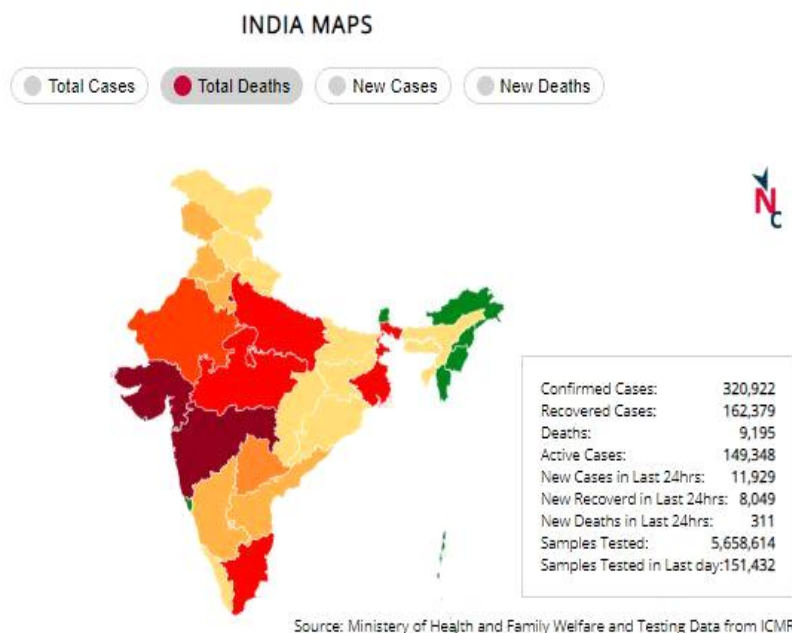 INDIA MAPS
Total Cases Total Deaths New Cases New Deaths
N
C
Confirmed Cases: 320,922
Recovered Cases: 162,379
Deaths: 9,195
Active Cases: 149,348
New Cases in Last 24hrs: 11,929
New Recoverd in Last 24hrs: 8,049
New Deaths in Last 24hrs: 311
Samples Tested: 5,658,614
Samples Tested in Last day:151,432
Source: Ministery of Health and Family Welfare and Testing Data from ICMR